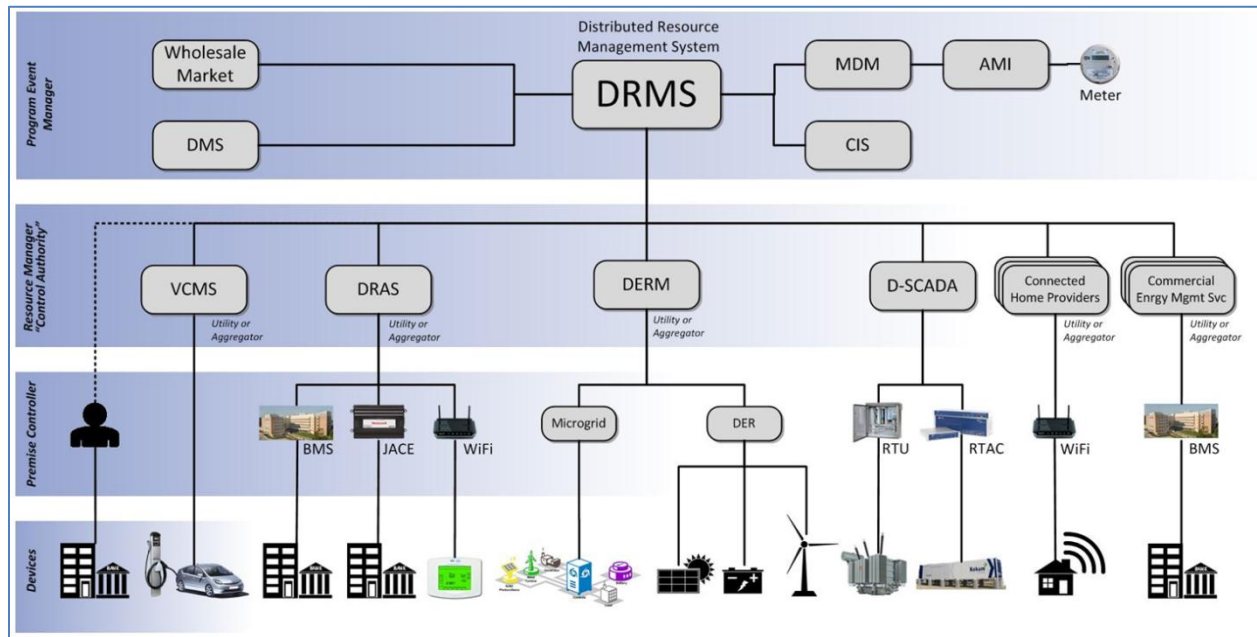 Distributed Resource
Management System
Program Event
Manager
Wholesale
Market
DRMS
MDM
AMI
Meter
DMS
CIS
Resource Manager
"Control Authority"
VCMS
DRAS
DERM
D-SCADA
Connected
Home Providers
Commercial
Enrgy Mgmt Svc
Utility or
Aggregator
Utility or
Aggregator
Utility or
Aggregator
Utility or
Aggregator
Utility or
Aggregator
Premise Controller
BMS
JACE
WiFi
Microgrid
DER
RTU
RTAC
WiFi
BMS
Devices